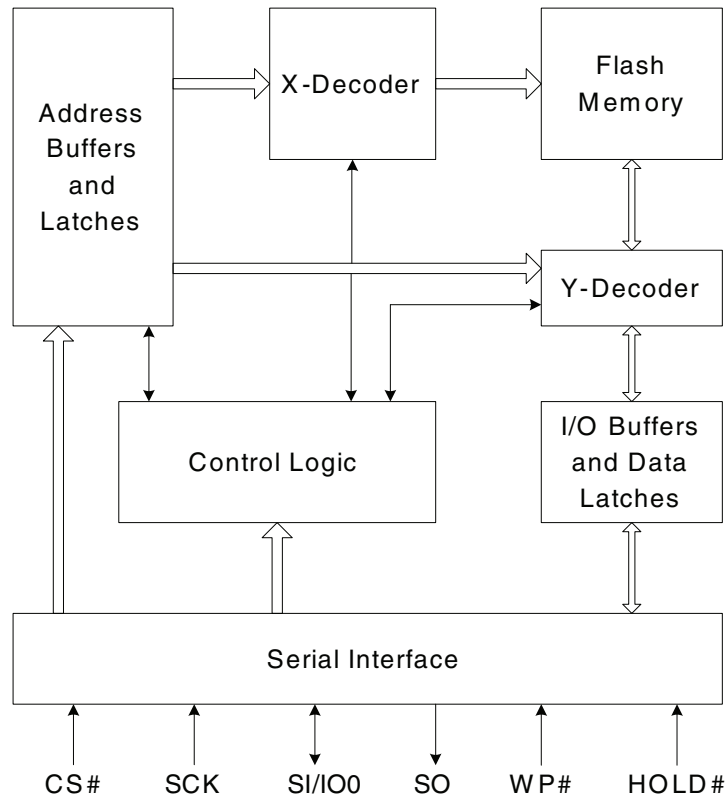 Address
Buffers
and
Latches
X-Decoder
Flash
Memory
Y-Decoder
Control Logic
I/O Buffers
and Data
Latches
Serial Interface
CS#
SCK
SI/IO0
SO
WP#
HOLD#